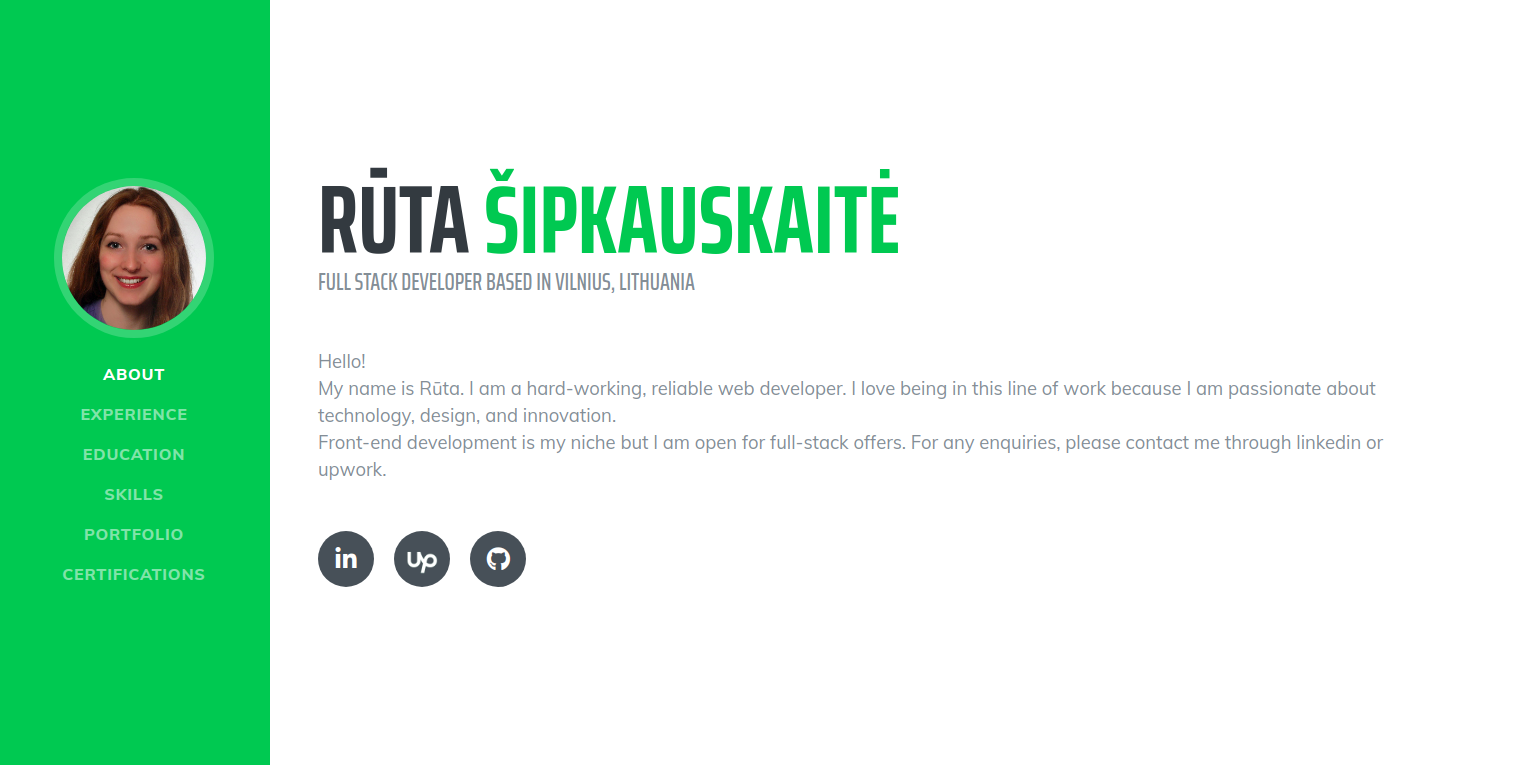 ABOUT
EXPERIENCE
EDUCATION
SKILLS
PORTFOLIO
CERTIFICATIONS
RŪTA ŠIPKAUSKAITĖ
FULL STACK DEVELOPER BASED IN VILNIUS, LITHUANIA
Hello!
My name is Rūta. I am a hard-working, reliable web developer. I love being in this line of work because I am passionate about
technology, design, and innovation.
Front-end development is my niche but I am open for full-stack offers. For any enquiries, please contact me through linkedin or
upwork.
in
up